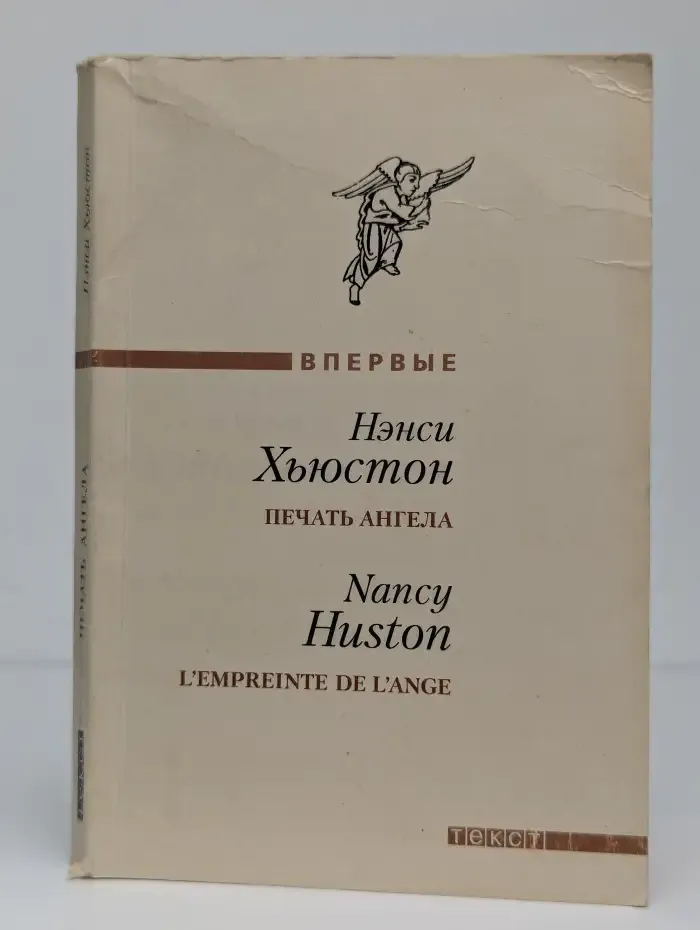 ВПЕРВЫЕ
Нэнси
Хьюстон
ПЕЧАТЬ АНГЕЛА
Nancy
Huston
L'EMPREINTE DE L'ANGE
текст
Нэнси Хьюстон
ПЕЧАТЬ АНГЕЛА